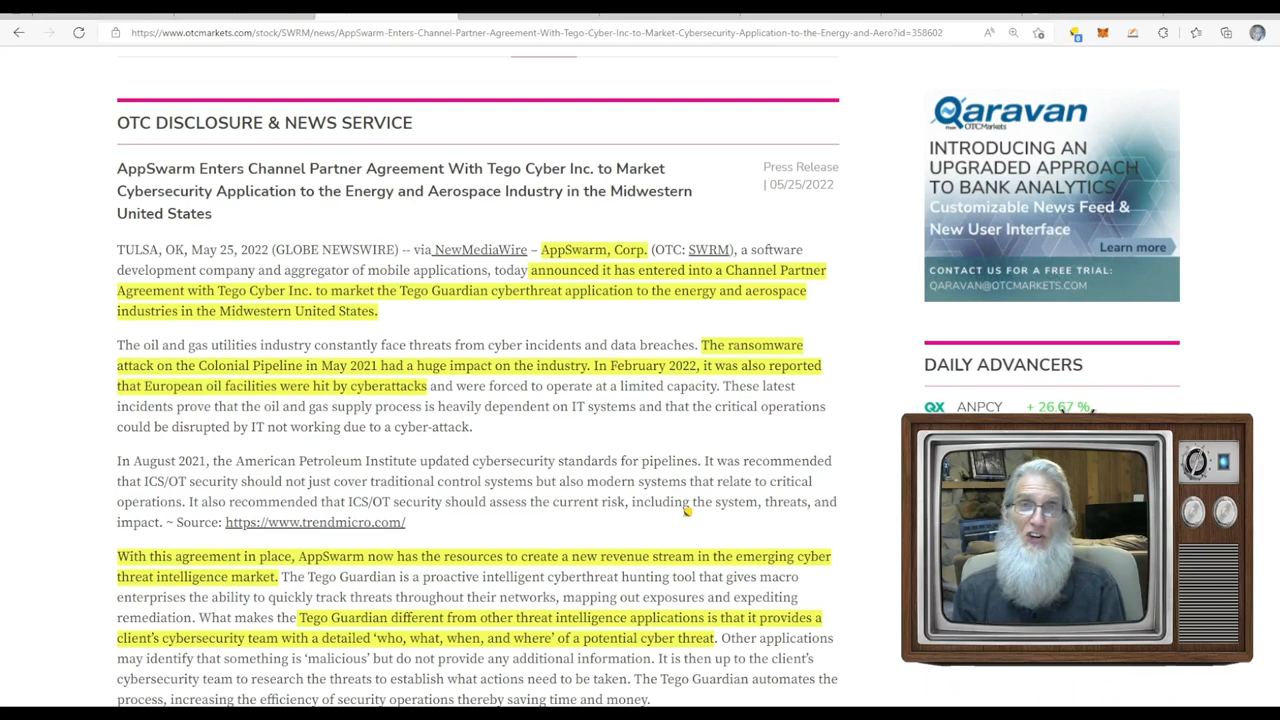 https://www.otcmarkets.com/stock/SWRM/news/AppSwarm-Enters-Channel-Partner-Agreement-With-Tego-Cyber-Inc-to-Market-Cybersecurity-Application-to-the-Energy-and-Aero?id=358602
OTC DISCLOSURE & NEWS SERVICE
AppSwarm Enters Channel Partner Agreement With Tego Cyber Inc. to Market
Cybersecurity Application to the Energy and Aerospace Industry in the Midwestern
United States
Press Release
| 05/25/2022
TULSA, OK, May 25, 2022 (GLOBE NEWSWIRE) -- via NewMediaWire – AppSwarm, Corp. (OTC: SWRM), a software
development company and aggregator of mobile applications, today announced it has entered into a Channel Partner
Agreement with Tego Cyber Inc. to market the Tego Guardian cyberthreat application to the energy and aerospace
industries in the Midwestern United States.
The oil and gas utilities industry constantly face threats from cyber incidents and data breaches. The ransomware
attack on the Colonial Pipeline in May 2021 had a huge impact on the industry. In February 2022, it was also reported
that European oil facilities were hit by cyberattacks and were forced to operate at a limited capacity. These latest
incidents prove that the oil and gas supply process is heavily dependent on IT systems and that the critical operations
could be disrupted by IT not working due to a cyber-attack.
In August 2021, the American Petroleum Institute updated cybersecurity standards for pipelines. It was recommended
that ICS/OT security should not just cover traditional control systems but also modern systems that relate to critical
operations. It also recommended that ICS/OT security should assess the current risk, including the system, threats, and
impact. ~ Source: https://www.trendmicro.com/
With this agreement in place, AppSwarm now has the resources to create a new revenue stream in the emerging cyber
threat intelligence market. The Tego Guardian is a proactive intelligent cyberthreat hunting tool that gives macro
enterprises the ability to quickly track threats throughout their networks, mapping out exposures and expediting
remediation. What makes the Tego Guardian different from other threat intelligence applications is that it provides a
client's cybersecurity team with a detailed 'who, what, when, and where' of a potential cyber threat. Other applications
may identify that something is 'malicious' but do not provide any additional information. It is then up to the client's
cybersecurity team to research the threats to establish what actions need to be taken. The Tego Guardian automates the
process, increasing the efficiency of security operations thereby saving time and money.
Qaravan
From OTCMarkets
INTRODUCING AN
UPGRADED APPROACH
TO BANK ANALYTICS
Customizable News Feed &
New User Interface
Learn more
CONTACT US FOR A FREE TRIAL:
QARAVAN@OTCMARKETS.COM
DAILY ADVANCERS
QX ANPCY + 26.67 %